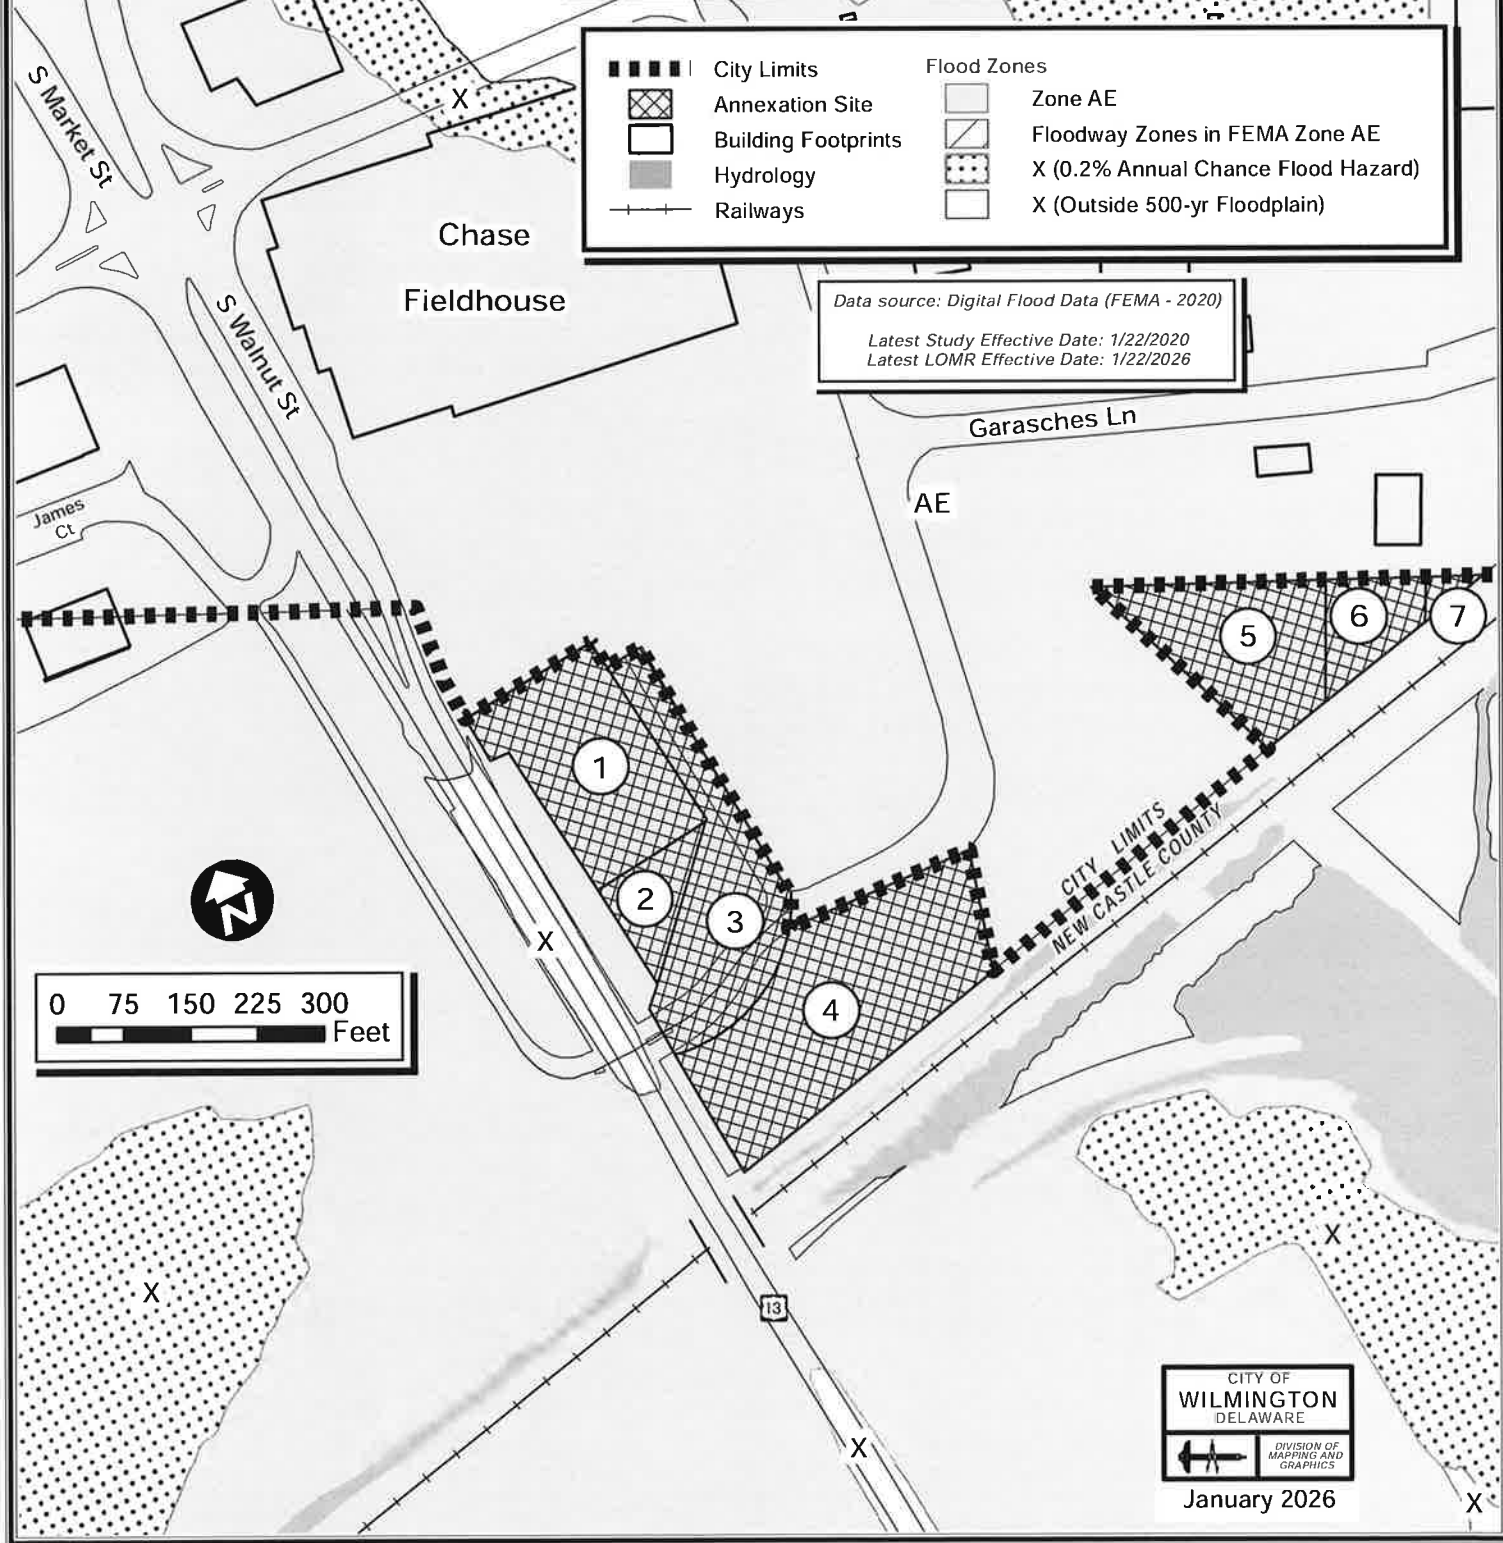 S Market St
X
City Limits
Annexation Site
Building Footprints
Hydrology
Railways
Flood Zones
Zone AE
Floodway Zones in FEMA Zone AE
X (0.2% Annual Chance Flood Hazard)
X (Outside 500-yr Floodplain)
Chase
Fieldhouse
S Walnut St
Data source: Digital Flood Data (FEMA - 2020)
Latest Study Effective Date: 1/22/2020
Latest LOMR Effective Date: 1/22/2026
Garasches Ln
James
Ct
AE
5
6
7
1
2
3
4
CITY LIMITS
NEW CASTLE COUNTY
N
X
0 75 150 225 300
Feet
X
X
13
X
X
CITY OF
WILMINGTON
DELAWARE
DIVISION OF
MAPPING AND
GRAPHICS
January 2026